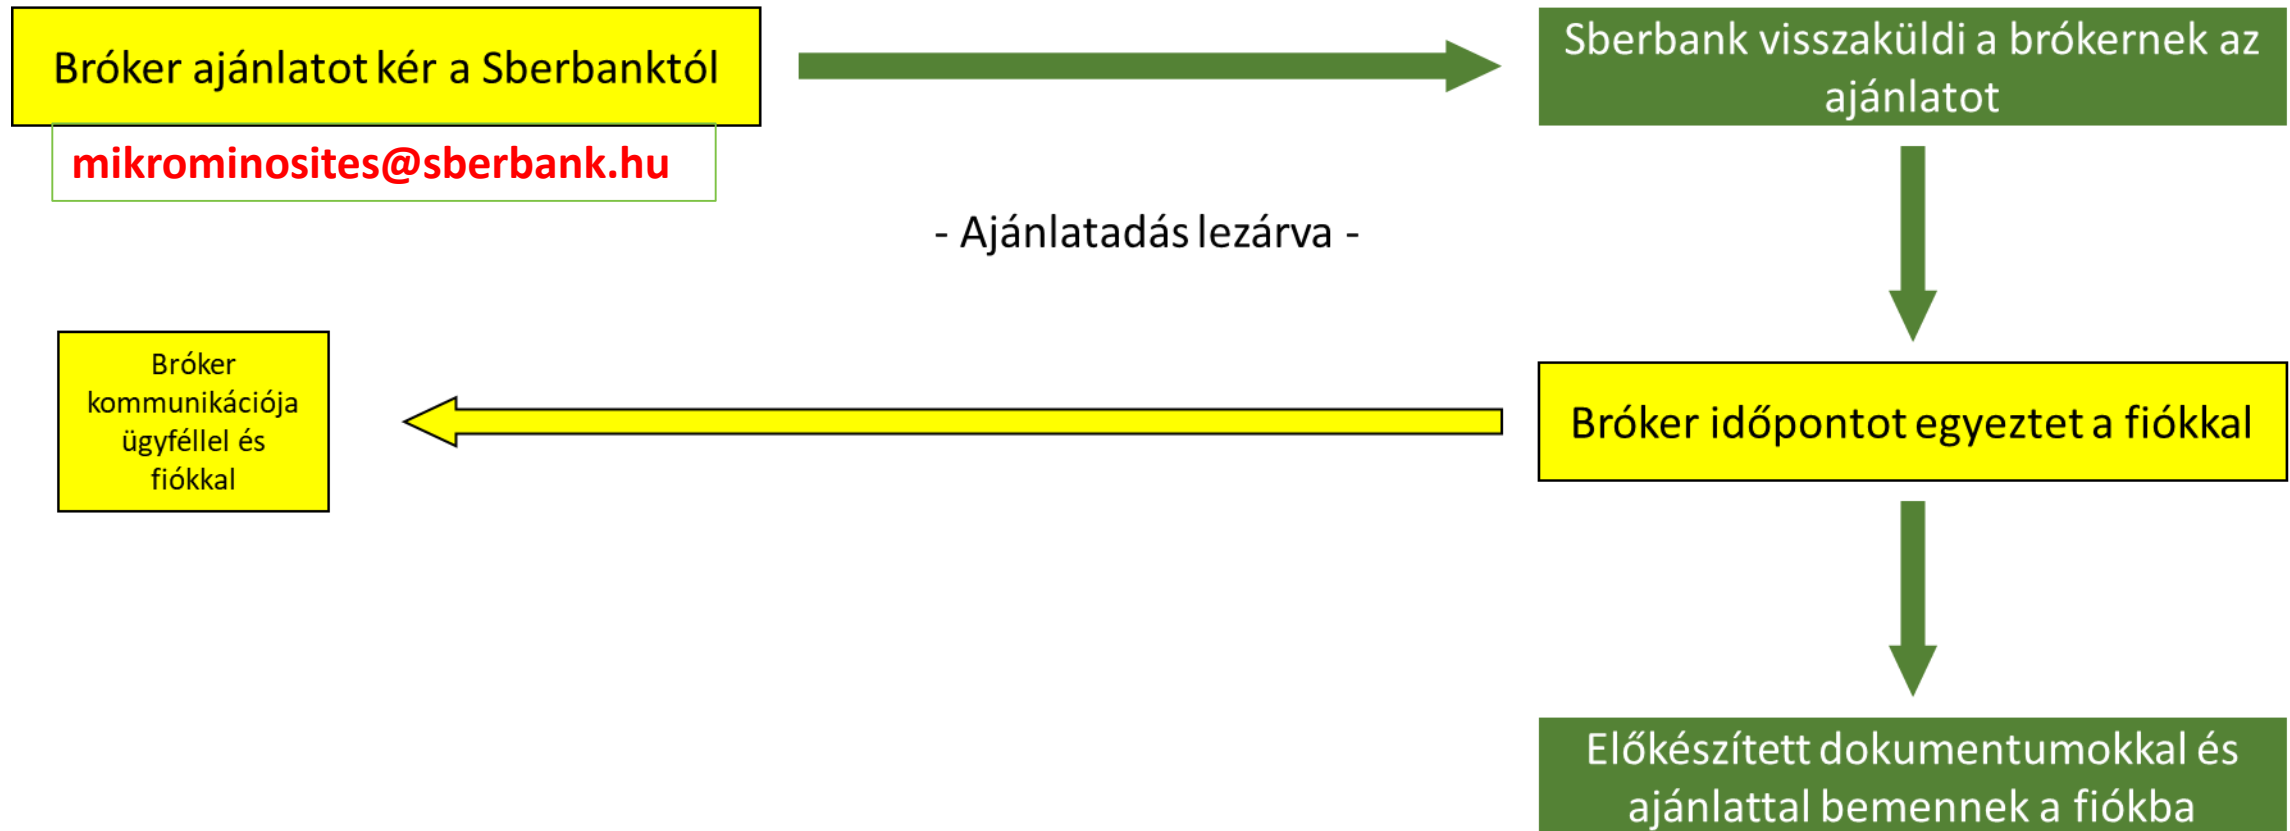 Bróker ajánlatot kér a Sberbanktól
mikrominosites@sberbank.hu
Sberbank visszaküldi a brókernek az
ajánlatot
- Ajánlatadás lezárva -
Bróker
kommunikációja
ügyféllel és
fiókkal
Bróker időpontot egyeztet a fiókkal
Előkészített dokumentumokkal és
ajánlattal bemennek a fiókba